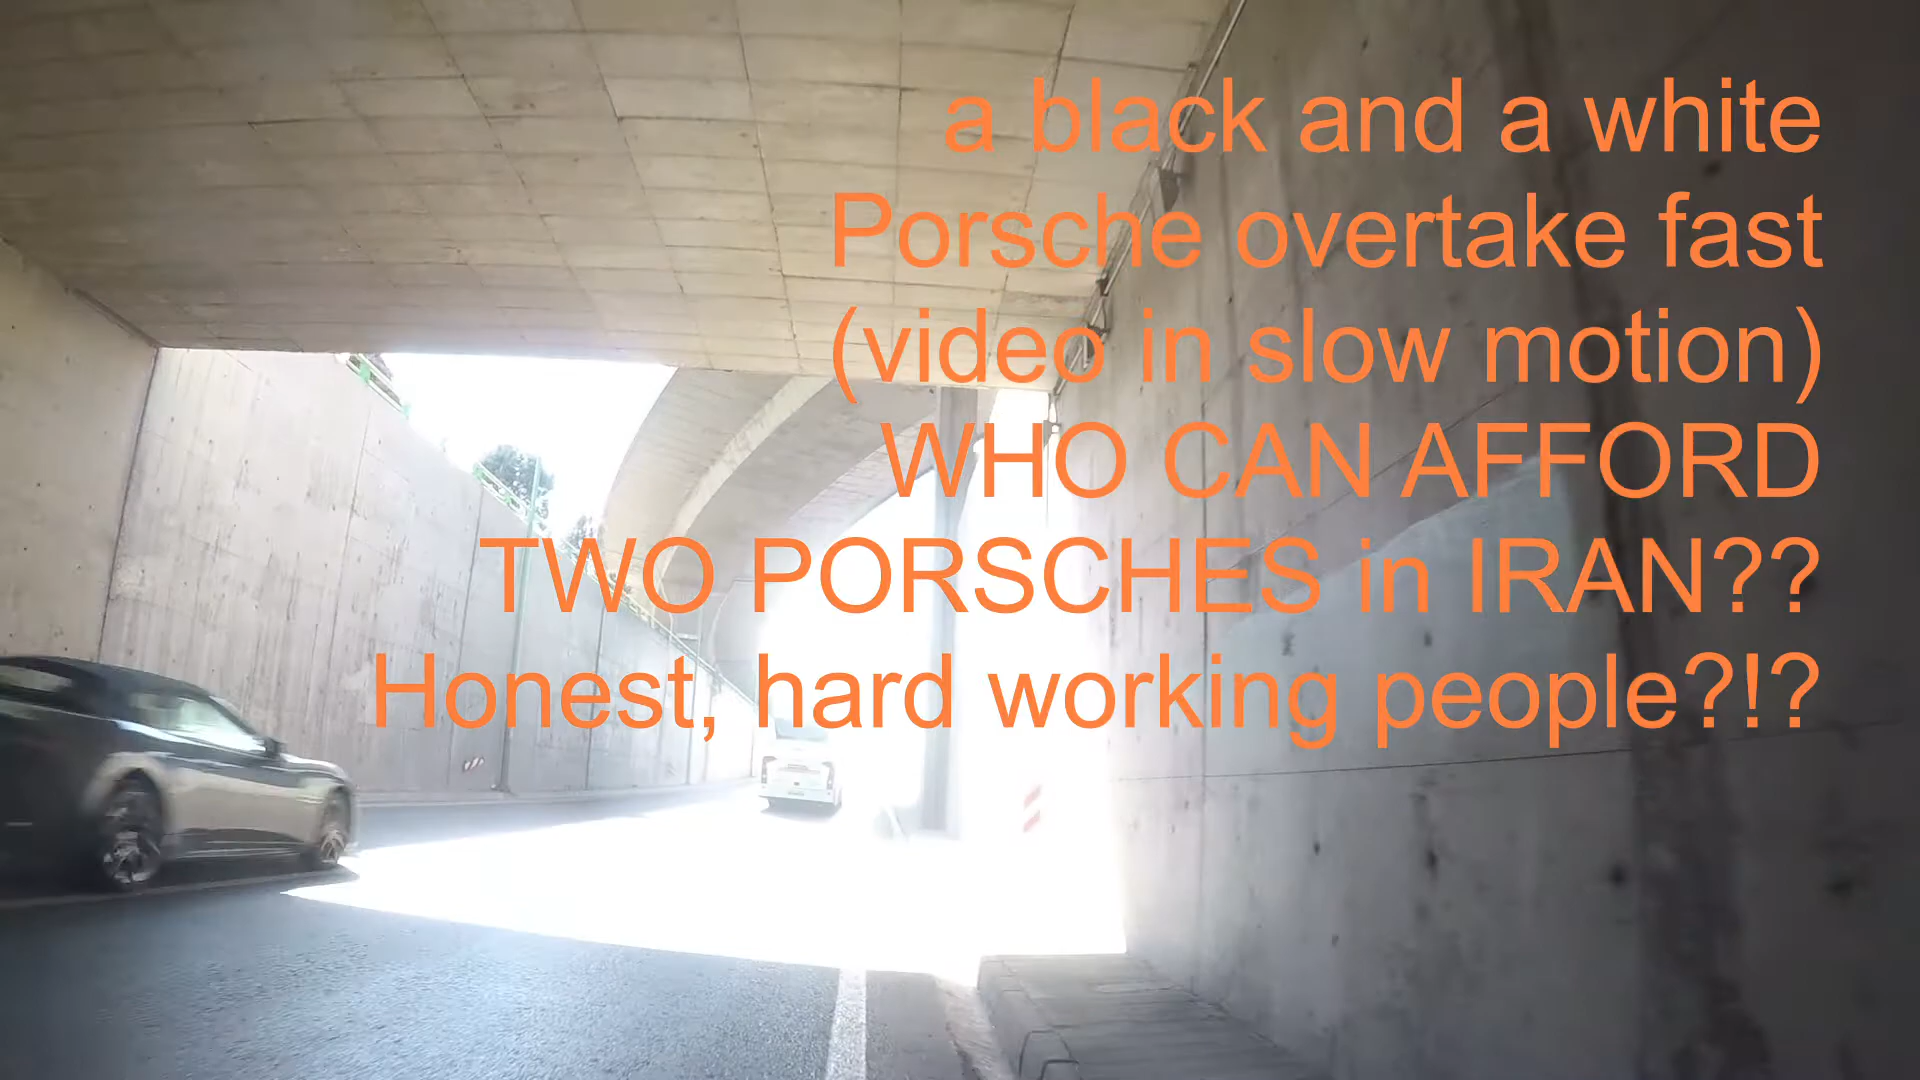 a black and a white
Porsche overtake fast
(video in slow motion)
WHO CAN AFFORD
TWO PORSCHES in IRAN??
Honest, hard working people?!?